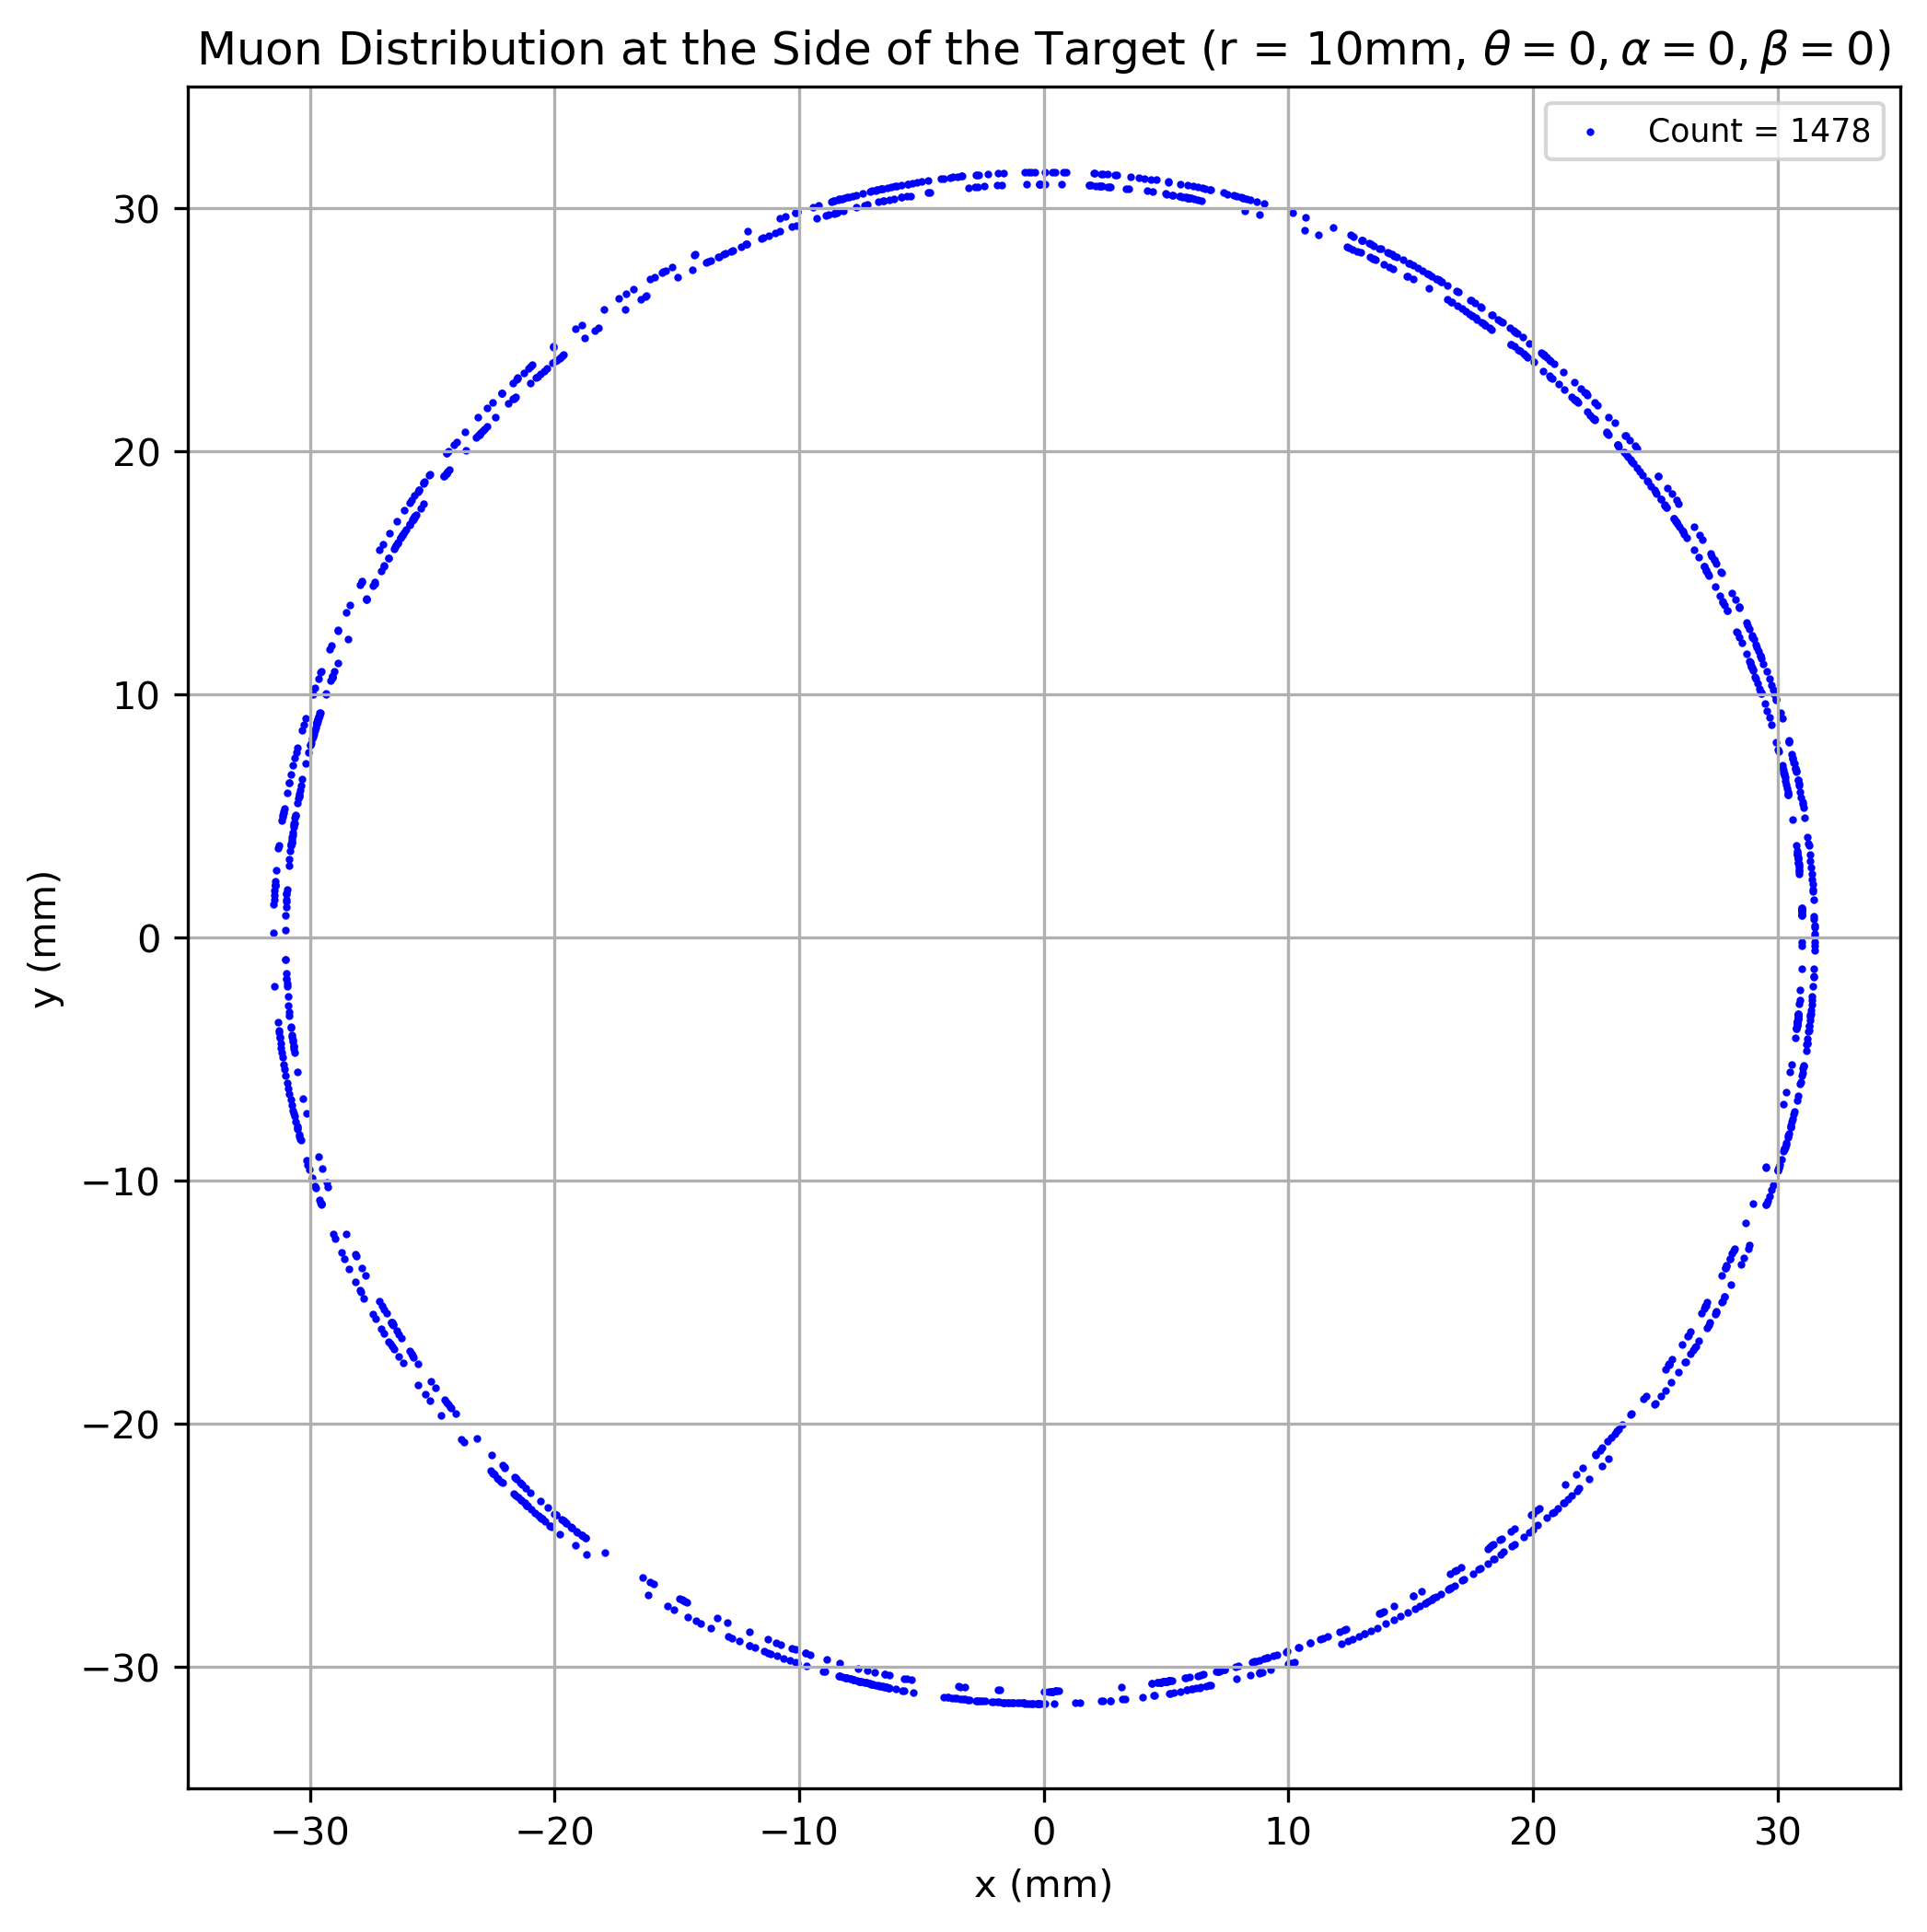 Muon Distribution at the Side of the Target (r = 10mm, θ = 0, α = 0, β = 0)
Count = 1478
30
20
10
0
−10
−20
−30
y (mm)
−30 −20 −10 0 10 20 30
x (mm)